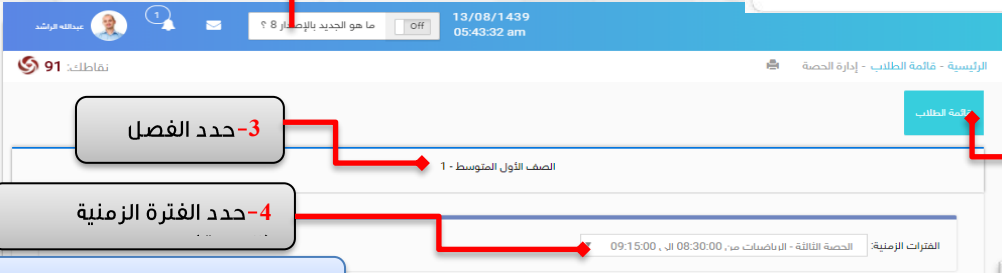 13/08/1439
05:43:32 am
Off
ما هو الجديد بالإصدار 8 ؟
1
عبدالله الراشد
الرئيسية - قائمة الطلاب - إدارة الحصة
نقاطك: 91
قائمة الطلاب
3-حدد الفصل
الصف الأول المتوسط - 1
4-حدد الفترة الزمنية
الفترات الزمنية:
الحصة الثالثة - الرياضيات من 08:30:00 الى 09:15:00